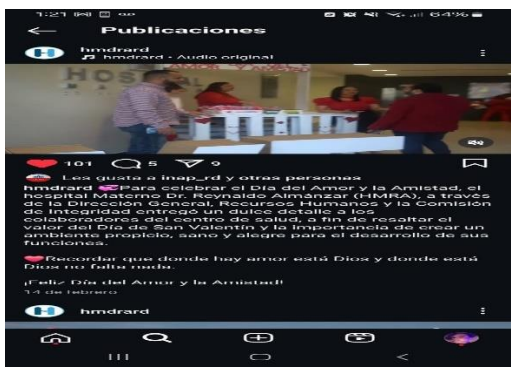 1:21
64%
Publicaciones
hmdrard
hmdrard • Audio original
HOSPITAL
AMOR Y
101 5 9
Les gusta a inap_rd y otras personas
hmdrard Para celebrar el Día del Amor y la Amistad, el
hospital Materno Dr. Reynaldo Almánzar (HMRA), a través
de la Dirección General, Recursos Humanos y la Comisión
de Integridad entregó un dulce detalle a los
colaboradores del centro de salud, a fin de resaltar el
valor del Día de San Valentín y la importancia de crear un
ambiente propicio, sano y alegre para el desarrollo de sus
funciones.
Recordar que donde hay amor está Dios y donde está
Dios no falta nada.
¡Feliz Día del Amor y la Amistad!
14 de febrero
hmdrard